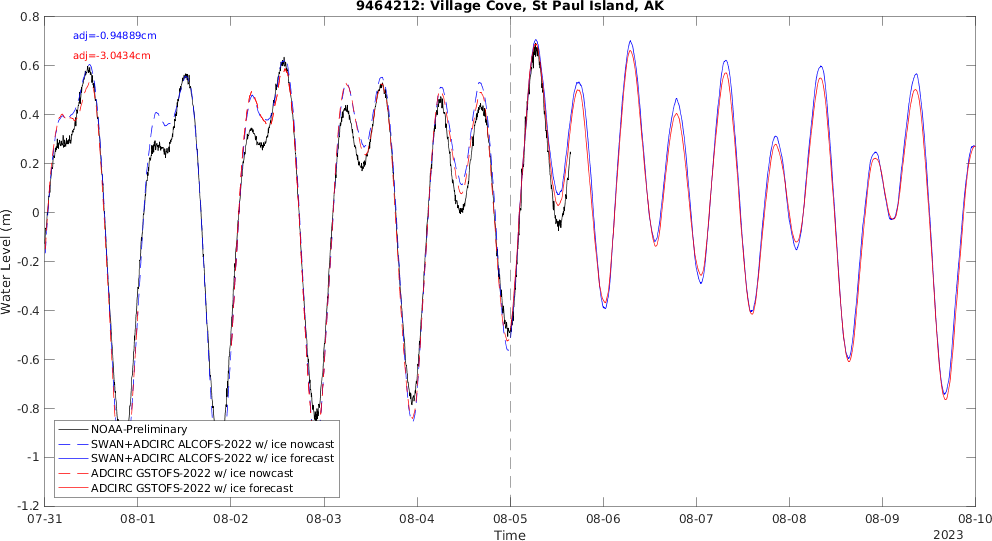 9464212: Village Cove, St Paul Island, AK
adj=-0.94889cm
adj=-3.0434cm
Water Level (m)
0.8
0.6
0.4
0.2
0
-0.2
-0.4
-0.6
-0.8
-1
-1.2
NOAA-Preliminary
SWAN+ADCIRC ALCOFS-2022 w/ ice nowcast
SWAN+ADCIRC ALCOFS-2022 w/ ice forecast
ADCIRC GSTOFS-2022 w/ ice nowcast
ADCIRC GSTOFS-2022 w/ ice forecast
07-31 08-01 08-02 08-03 08-04 08-05 08-06 08-07 08-08 08-09 08-10
Time
2023